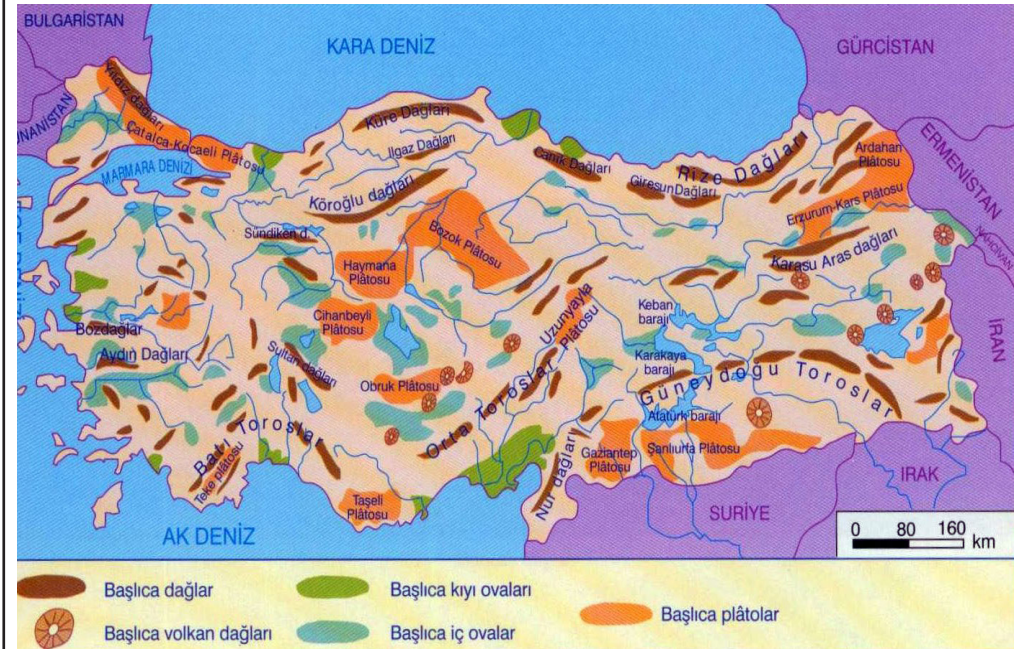 BULGARİSTAN
KARA DENİZ
GÜRCİSTAN
Yıldız dağları
UNANİSTAN
Çatalca-Kocaeli Plâtosu
MARMARA DENİZİ
Küre Dağları
Ilgaz Dağları
Canik Dağları
Giresun Dağları
Rize Dağları
Ardahan
Plâtosu
ERMENİSTAN
Köroğlu dağları
Erzurum-Kars Plâtosu
Sündiken d.
Bozok Plâtosu
Haymana
Plâtosu
Karasu Aras dağları
NAHCIVAN
Cihanbeyli
Plâtosu
Uzunyayla
Plâtosu
Keban
barajı
Bozdağlar
Aydın Dağları
Sultan dağları
Obruk Plâtosu
Karakaya
barajı
İRAN
Güneydoğu Toroslar
Atatürk barajı
Orta Toroslar
Batı Toroslar
Teke plâtosu
Taşeli
Plâtosu
Nur dağları
Gaziantep
Plâtosu
Şanlıurfa Plâtosu
IRAK
SURİYE
AK DENİZ
0 80 160
km
Başlıca dağlar
Başlıca kıyı ovaları
Başlıca plâtolar
Başlıca volkan dağları
Başlıca iç ovalar